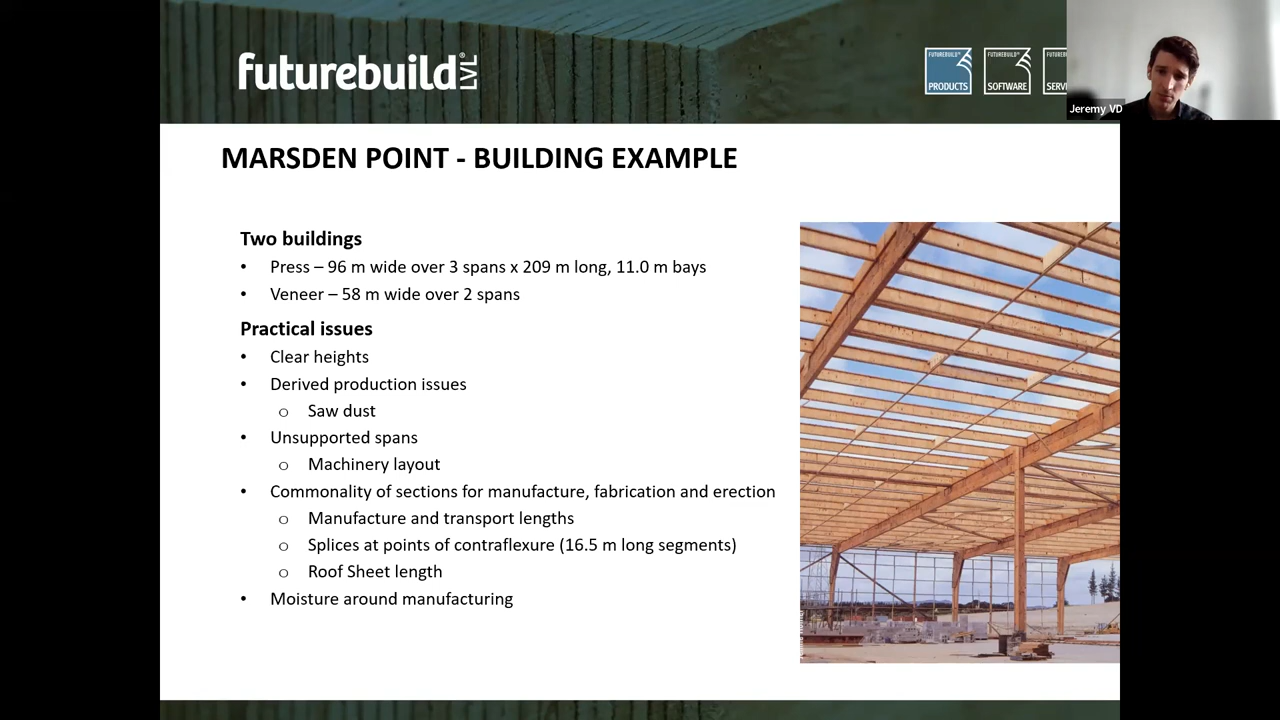 futurebuild LVL®
FUTUREBUILD™ PRODUCTS
FUTUREBUILD™ SOFTWARE
Jeremy VD
MARSDEN POINT - BUILDING EXAMPLE
Two buildings
• Press – 96 m wide over 3 spans x 209 m long, 11.0 m bays
• Veneer – 58 m wide over 2 spans
Practical issues
• Clear heights
• Derived production issues
o Saw dust
• Unsupported spans
o Machinery layout
• Commonality of sections for manufacture, fabrication and erection
o Manufacture and transport lengths
o Splices at points of contraflexure (16.5 m long segments)
o Roof Sheet length
• Moisture around manufacturing